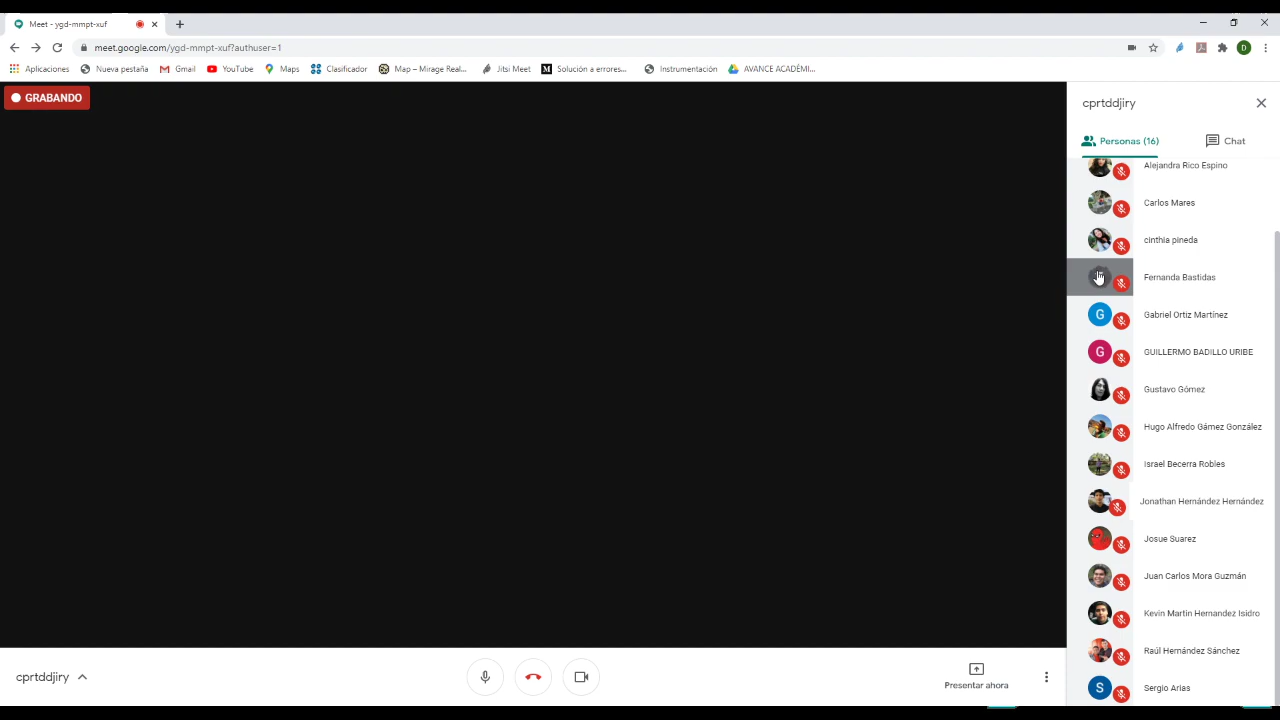 Meet - ygd-mmpt-xuf
meet.google.com/ygd-mmpt-xuf?authuser=1
D
Aplicaciones Nueva pestaña Gmail YouTube Maps Clasificador Map – Mirage Real... Jitsi Meet Solución a errores... Instrumentación AVANCE ACADÉMI...
GRABANDO
cprtddjiry
Personas (16) Chat
Alejandra Rico Espino
Carlos Mares
cinthia pineda
Fernanda Bastidas
G Gabriel Ortiz Martínez
G GUILLERMO BADILLO URIBE
Gustavo Gómez
Hugo Alfredo Gámez González
Israel Becerra Robles
Jonathan Hernández Hernández
Josue Suarez
Juan Carlos Mora Guzmán
Kevin Martin Hernandez Isidro
Raúl Hernández Sánchez
S Sergio Arias
cprtddjiry
Presentar ahora